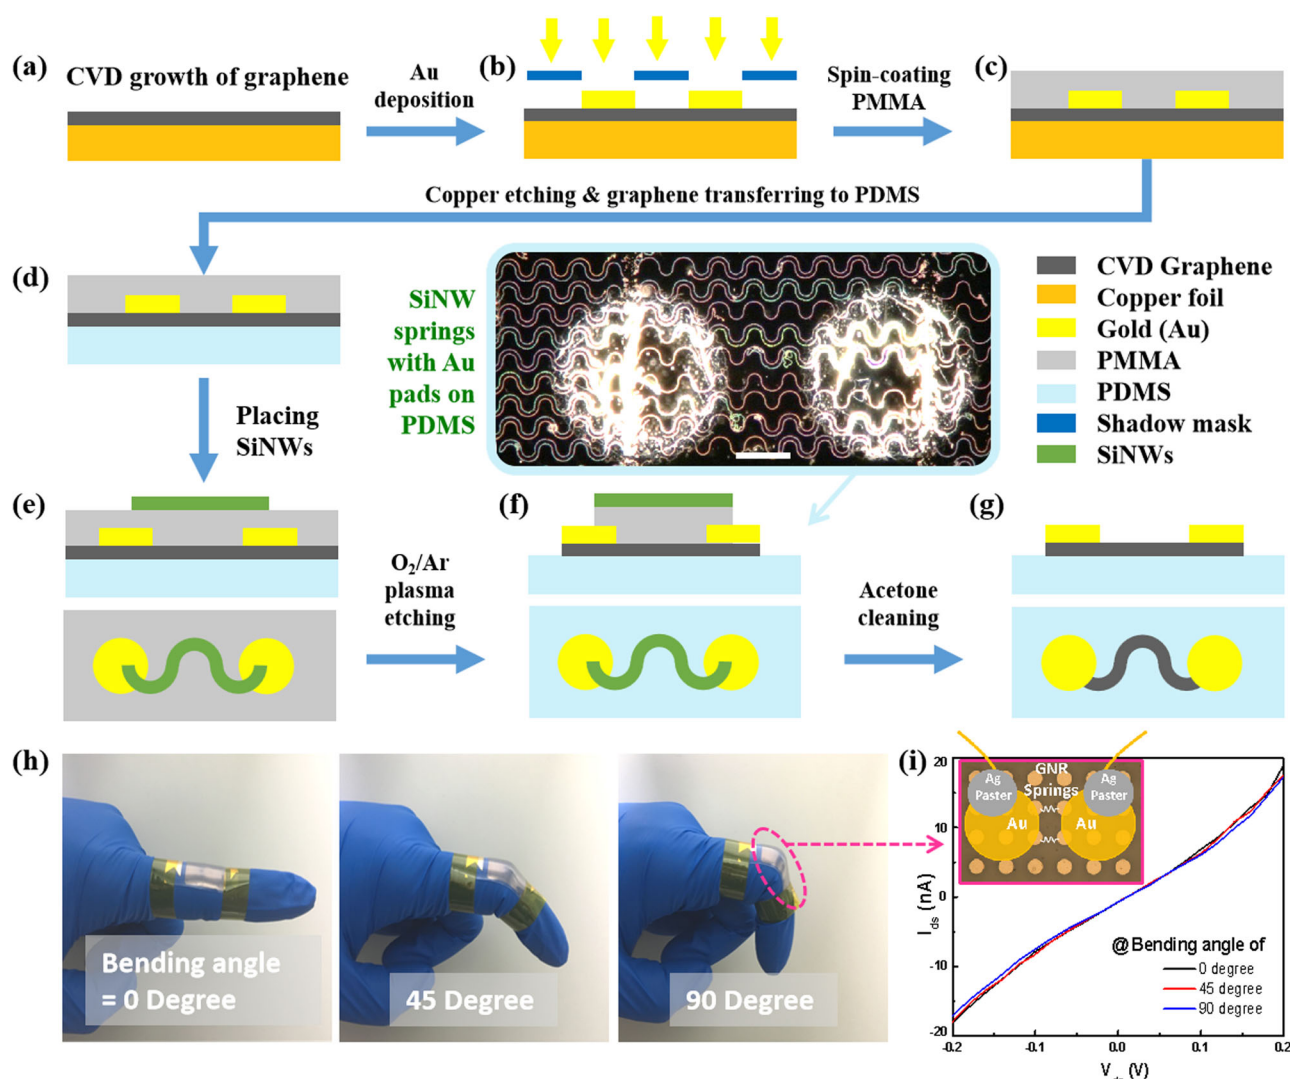 (a)
CVD growth of graphene
Au
deposition
(b)
Spin-coating
PMMA
(c)
Copper etching & graphene transferring to PDMS
(d)
Placing
SiNWs
SiNW
springs
with Au
pads on
PDMS
CVD Graphene
Copper foil
Gold (Au)
PMMA
PDMS
Shadow mask
SiNWs
(e)
O₂/Ar
plasma
etching
(f)
Acetone
cleaning
(g)
(h)
Bending angle
= 0 Degree
45 Degree
90 Degree
(i)
20
10
0
-10
-20
I ds (nA)
Ag
Paster
GNR
Springs
Ag
Paster
Au
Au
@Bending angle of
0 degree
45 degree
90 degree
-0.2
-0.1
0.0
0.1
0.2
(V)